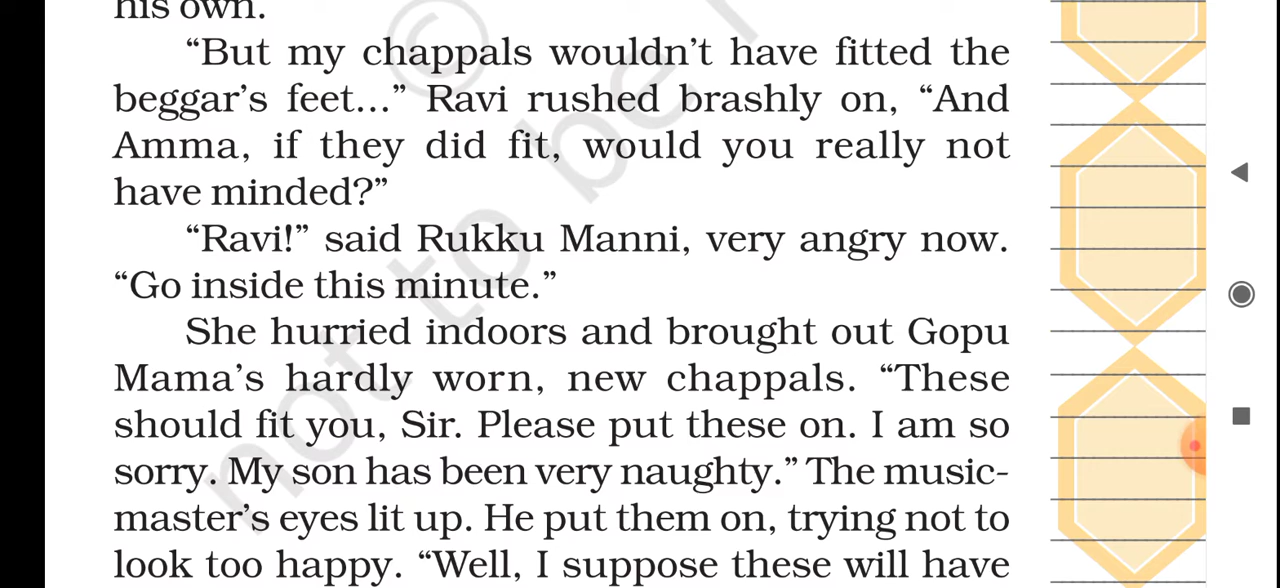 his own.
“But my chappals wouldn’t have fitted the
beggar’s feet...” Ravi rushed brashly on, “And
Amma, if they did fit, would you really not
have minded?”
“Ravi!” said Rukku Manni, very angry now.
“Go inside this minute.”
She hurried indoors and brought out Gopu
Mama’s hardly worn, new chappals. “These
should fit you, Sir. Please put these on. I am so
sorry. My son has been very naughty.” The music-
master’s eyes lit up. He put them on, trying not to
look too happy. “Well, I suppose these will have
©
not to be r